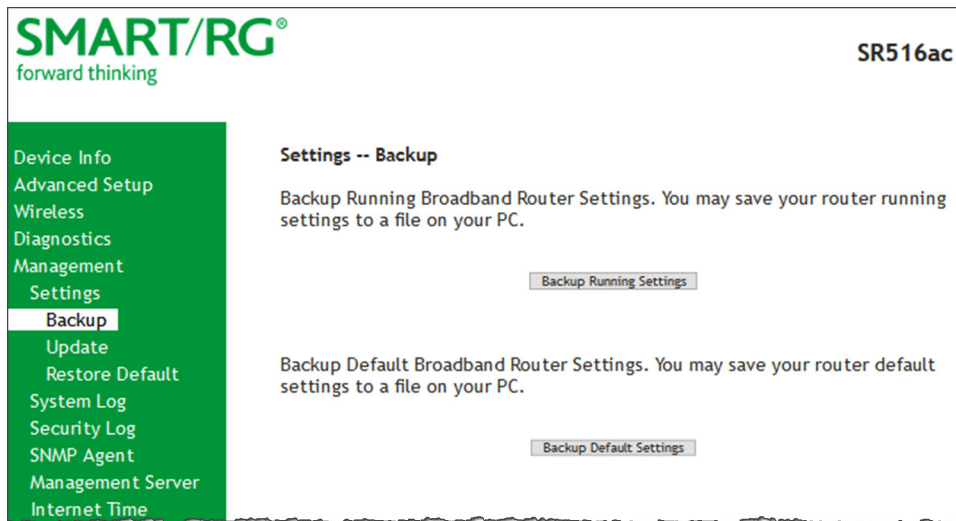 SMART/RG®
forward thinking
SR516ac
Device Info
Advanced Setup
Wireless
Diagnostics
Management
Settings
Backup
Update
Restore Default
System Log
Security Log
SNMP Agent
Management Server
Internet Time
Settings -- Backup
Backup Running Broadband Router Settings. You may save your router running
settings to a file on your PC.
Backup Running Settings
Backup Default Broadband Router Settings. You may save your router default
settings to a file on your PC.
Backup Default Settings